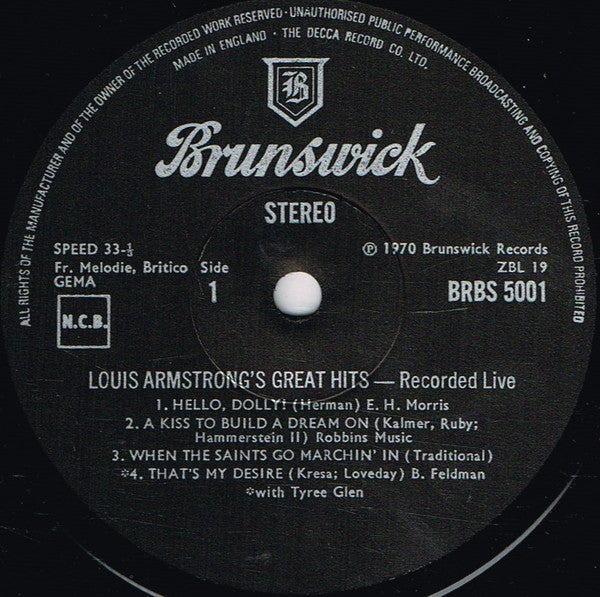 ALL RIGHTS OF THE MANUFACTURER AND OF THE OWNER OF THE RECORDED WORK RESERVED · UNAUTHORISED PUBLIC PERFORMANCE BROADCASTING AND COPYING OF THIS RECORD PROHIBITED
MADE IN ENGLAND · THE DECCA RECORD CO. LTD.
B
Brunswick
STEREO
SPEED 33-⅓
Fr. Melodie, Britico
GEMA
N.C.B.
Side
1
℗ 1970 Brunswick Records
ZBL 19
BRBS 5001
LOUIS ARMSTRONG'S GREAT HITS — Recorded Live
1. HELLO, DOLLY! (Herman) E. H. Morris
2. A KISS TO BUILD A DREAM ON (Kalmer, Ruby;
Hammerstein II) Robbins Music
3. WHEN THE SAINTS GO MARCHIN' IN (Traditional)
*4. THAT'S MY DESIRE (Kresa; Loveday) B. Feldman
*with Tyree Glen